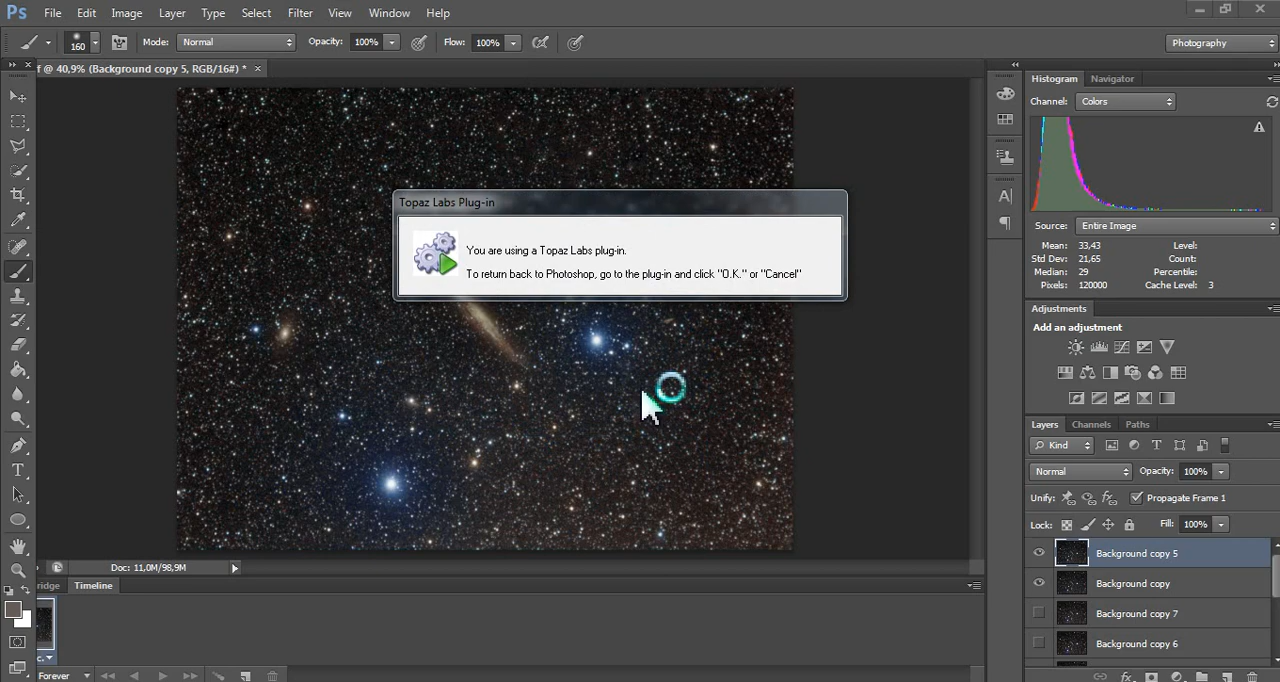 Ps File Edit Image Layer Type Select Filter View Window Help
160 Mode: Normal Opacity: 100% Flow: 100% Photography
f @ 40,9% (Background copy 5, RGB/16#) * ×
Histogram Navigator
Channel: Colors
Source: Entire Image
Mean: 33,43 Level:
Std Dev: 21,65 Count:
Median: 29 Percentile:
Pixels: 120000 Cache Level: 3
Topaz Labs Plug-in
You are using a Topaz Labs plug-in.
To return back to Photoshop, go to the plug-in and click "O.K." or "Cancel"
Adjustments
Add an adjustment
Layers Channels Paths
Kind
Normal Opacity: 100%
Unify: Propagate Frame 1
Lock: Fill: 100%
Background copy 5
Background copy
Background copy 7
Background copy 6
Doc: 11,0M/98,9M
ridge Timeline
c.
Forever